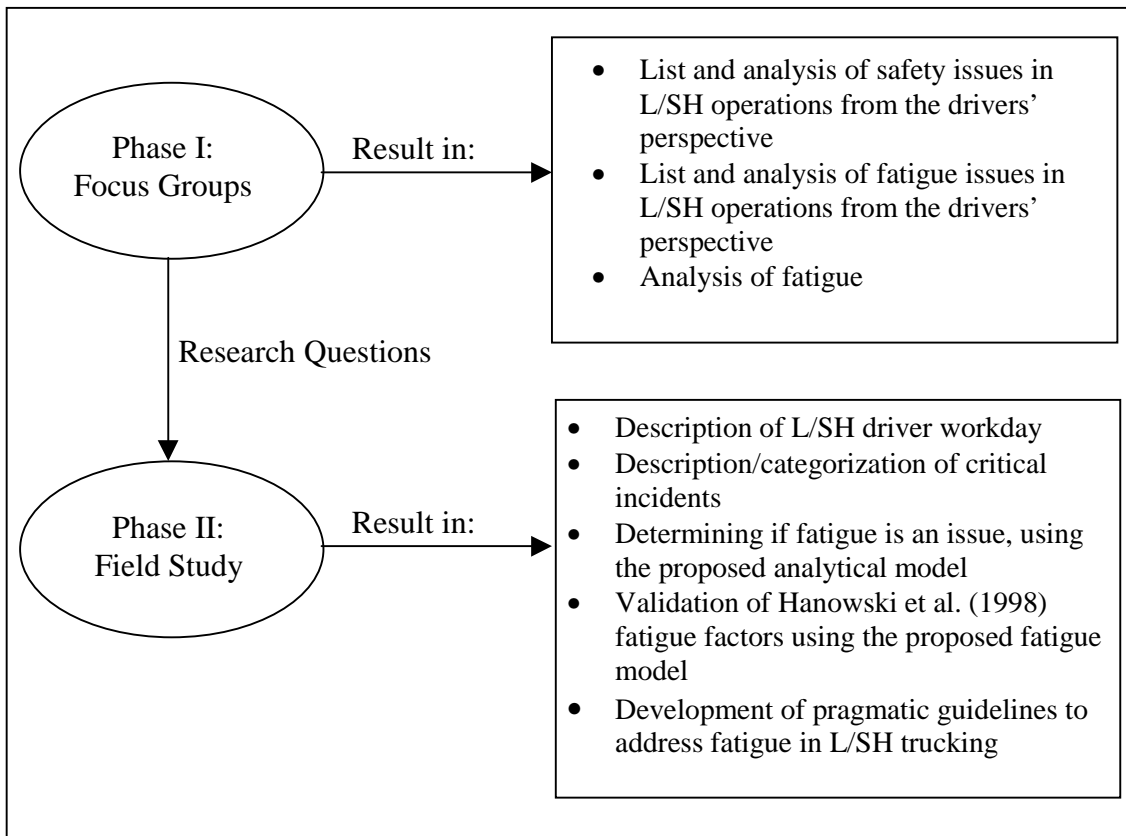 Phase I:
Focus Groups
Result in:
• List and analysis of safety issues in
L/SH operations from the drivers’
perspective
• List and analysis of fatigue issues in
L/SH operations from the drivers’
perspective
• Analysis of fatigue
Research Questions
Phase II:
Field Study
Result in:
• Description of L/SH driver workday
• Description/categorization of critical
incidents
• Determining if fatigue is an issue, using
the proposed analytical model
• Validation of Hanowski et al. (1998)
fatigue factors using the proposed fatigue
model
• Development of pragmatic guidelines to
address fatigue in L/SH trucking